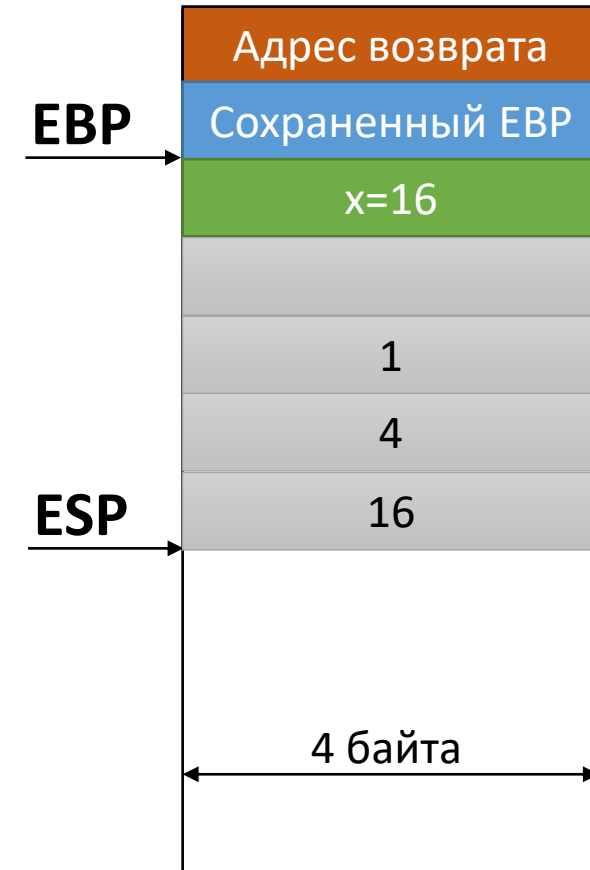 Адрес возврата
EBP
Сохраненный EBP
x=16
1
4
ESP
16
4 байта